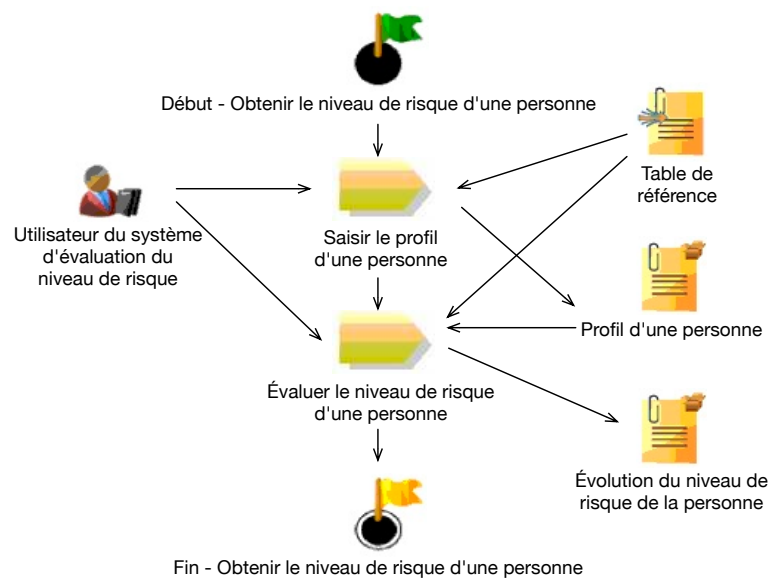 Début - Obtenir le niveau de risque d'une personne
Table de
référence
Utilisateur du système
d'évaluation du
niveau de risque
Saisir le profil
d'une personne
Profil d'une personne
Évaluer le niveau de risque
d'une personne
Évolution du niveau de
risque de la personne
Fin - Obtenir le niveau de risque d'une personne